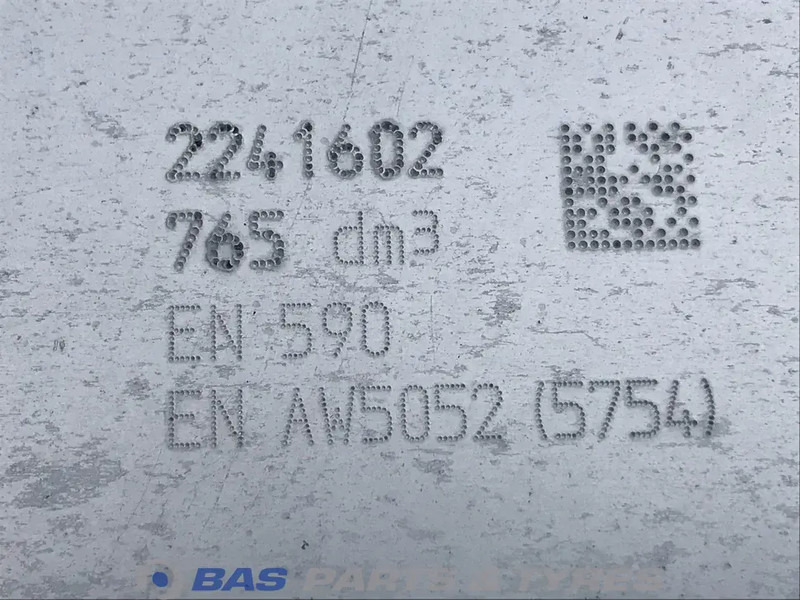 2241602
765 dm³
EN 590
EN AW5052 (5754)
BAS PARTS & TYRES